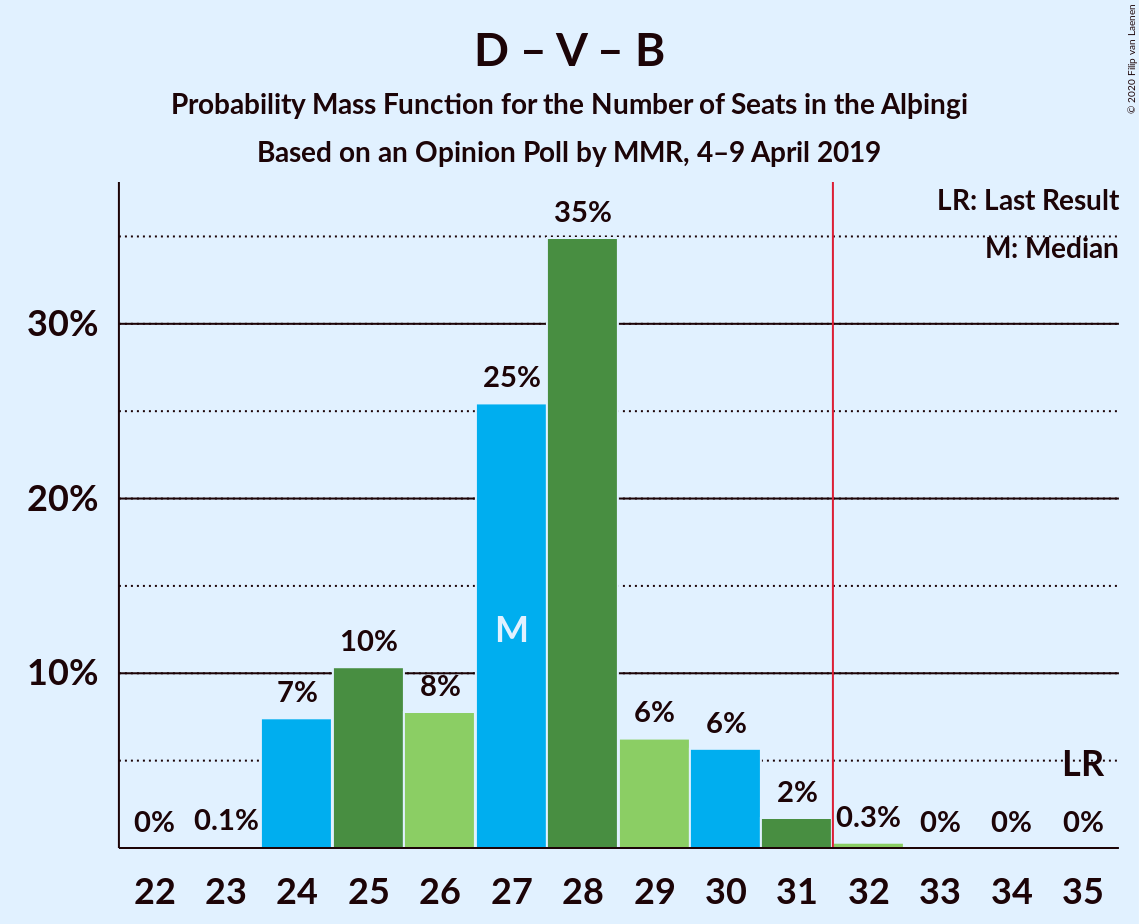 D – V – B
Probability Mass Function for the Number of Seats in the Alþingi
Based on an Opinion Poll by MMR, 4–9 April 2019
© 2020 Filip van Laenen
LR: Last Result
M: Median
30%
20%
10%
0%
0.1%
7%
10%
8%
25%
35%
6%
6%
2%
0.3%
0%
0%
0%
M
LR
22 23 24 25 26 27 28 29 30 31 32 33 34 35